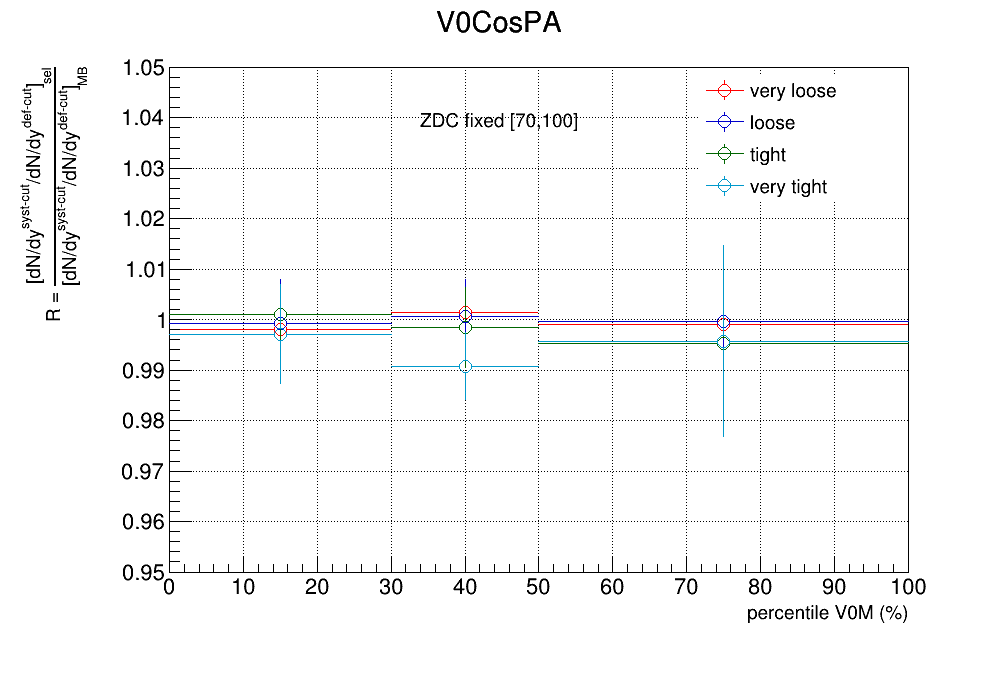 V0CosPA
R = [dN/dy^syst-cut/dN/dy^def-cut]_sel
[dN/dy^syst-cut/dN/dy^def-cut]_MB
1.05
1.04
1.03
1.02
1.01
1
0.99
0.98
0.97
0.96
0.95
ZDC fixed [70,100]
very loose
loose
tight
very tight
0 10 20 30 40 50 60 70 80 90 100
percentile V0M (%)